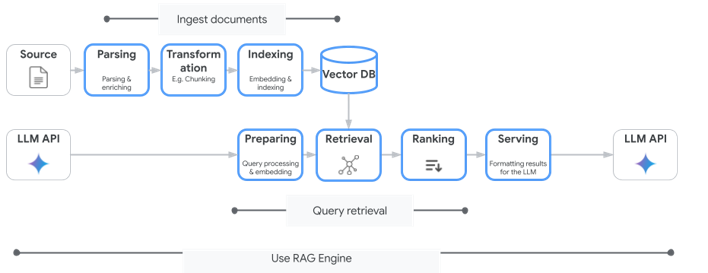 Ingest documents
Source
Parsing
Parsing &
enriching
Transform
ation
E.g. Chunking
Indexing
Embedding &
indexing
Vector DB
LLM API
Preparing
Query processing
& embedding
Retrieval
Ranking
Serving
Formatting results
for the LLM
LLM API
Query retrieval
Use RAG Engine